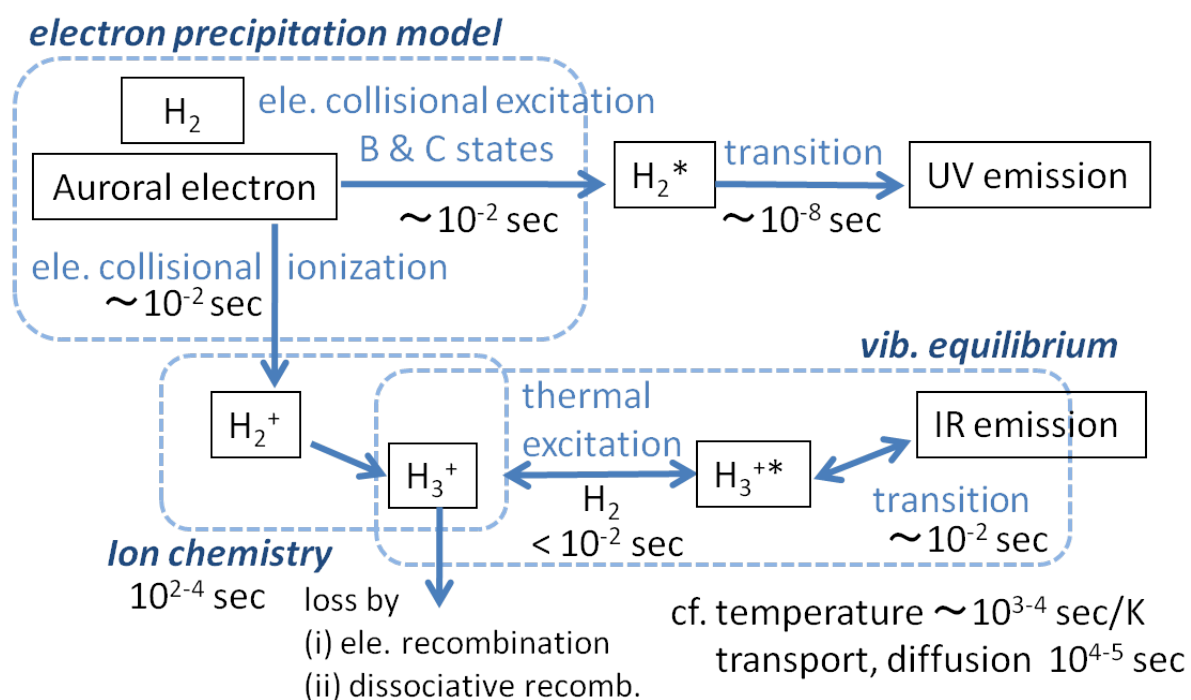 electron precipitation model
H₂
ele. collisional excitation
B & C states
Auroral electron
~10⁻² sec
H₂*
transition
~10⁻⁸ sec
UV emission
ele. collisional ionization
~10⁻² sec
vib. equilibrium
H₂⁺
H₃⁺
thermal
excitation
H₂
< 10⁻² sec
H₃⁺*
IR emission
transition
~10⁻² sec
Ion chemistry
10²⁻⁴ sec
loss by
(i) ele. recombination
(ii) dissociative recomb.
cf. temperature ~10³⁻⁴ sec/K
transport, diffusion 10⁴⁻⁵ sec